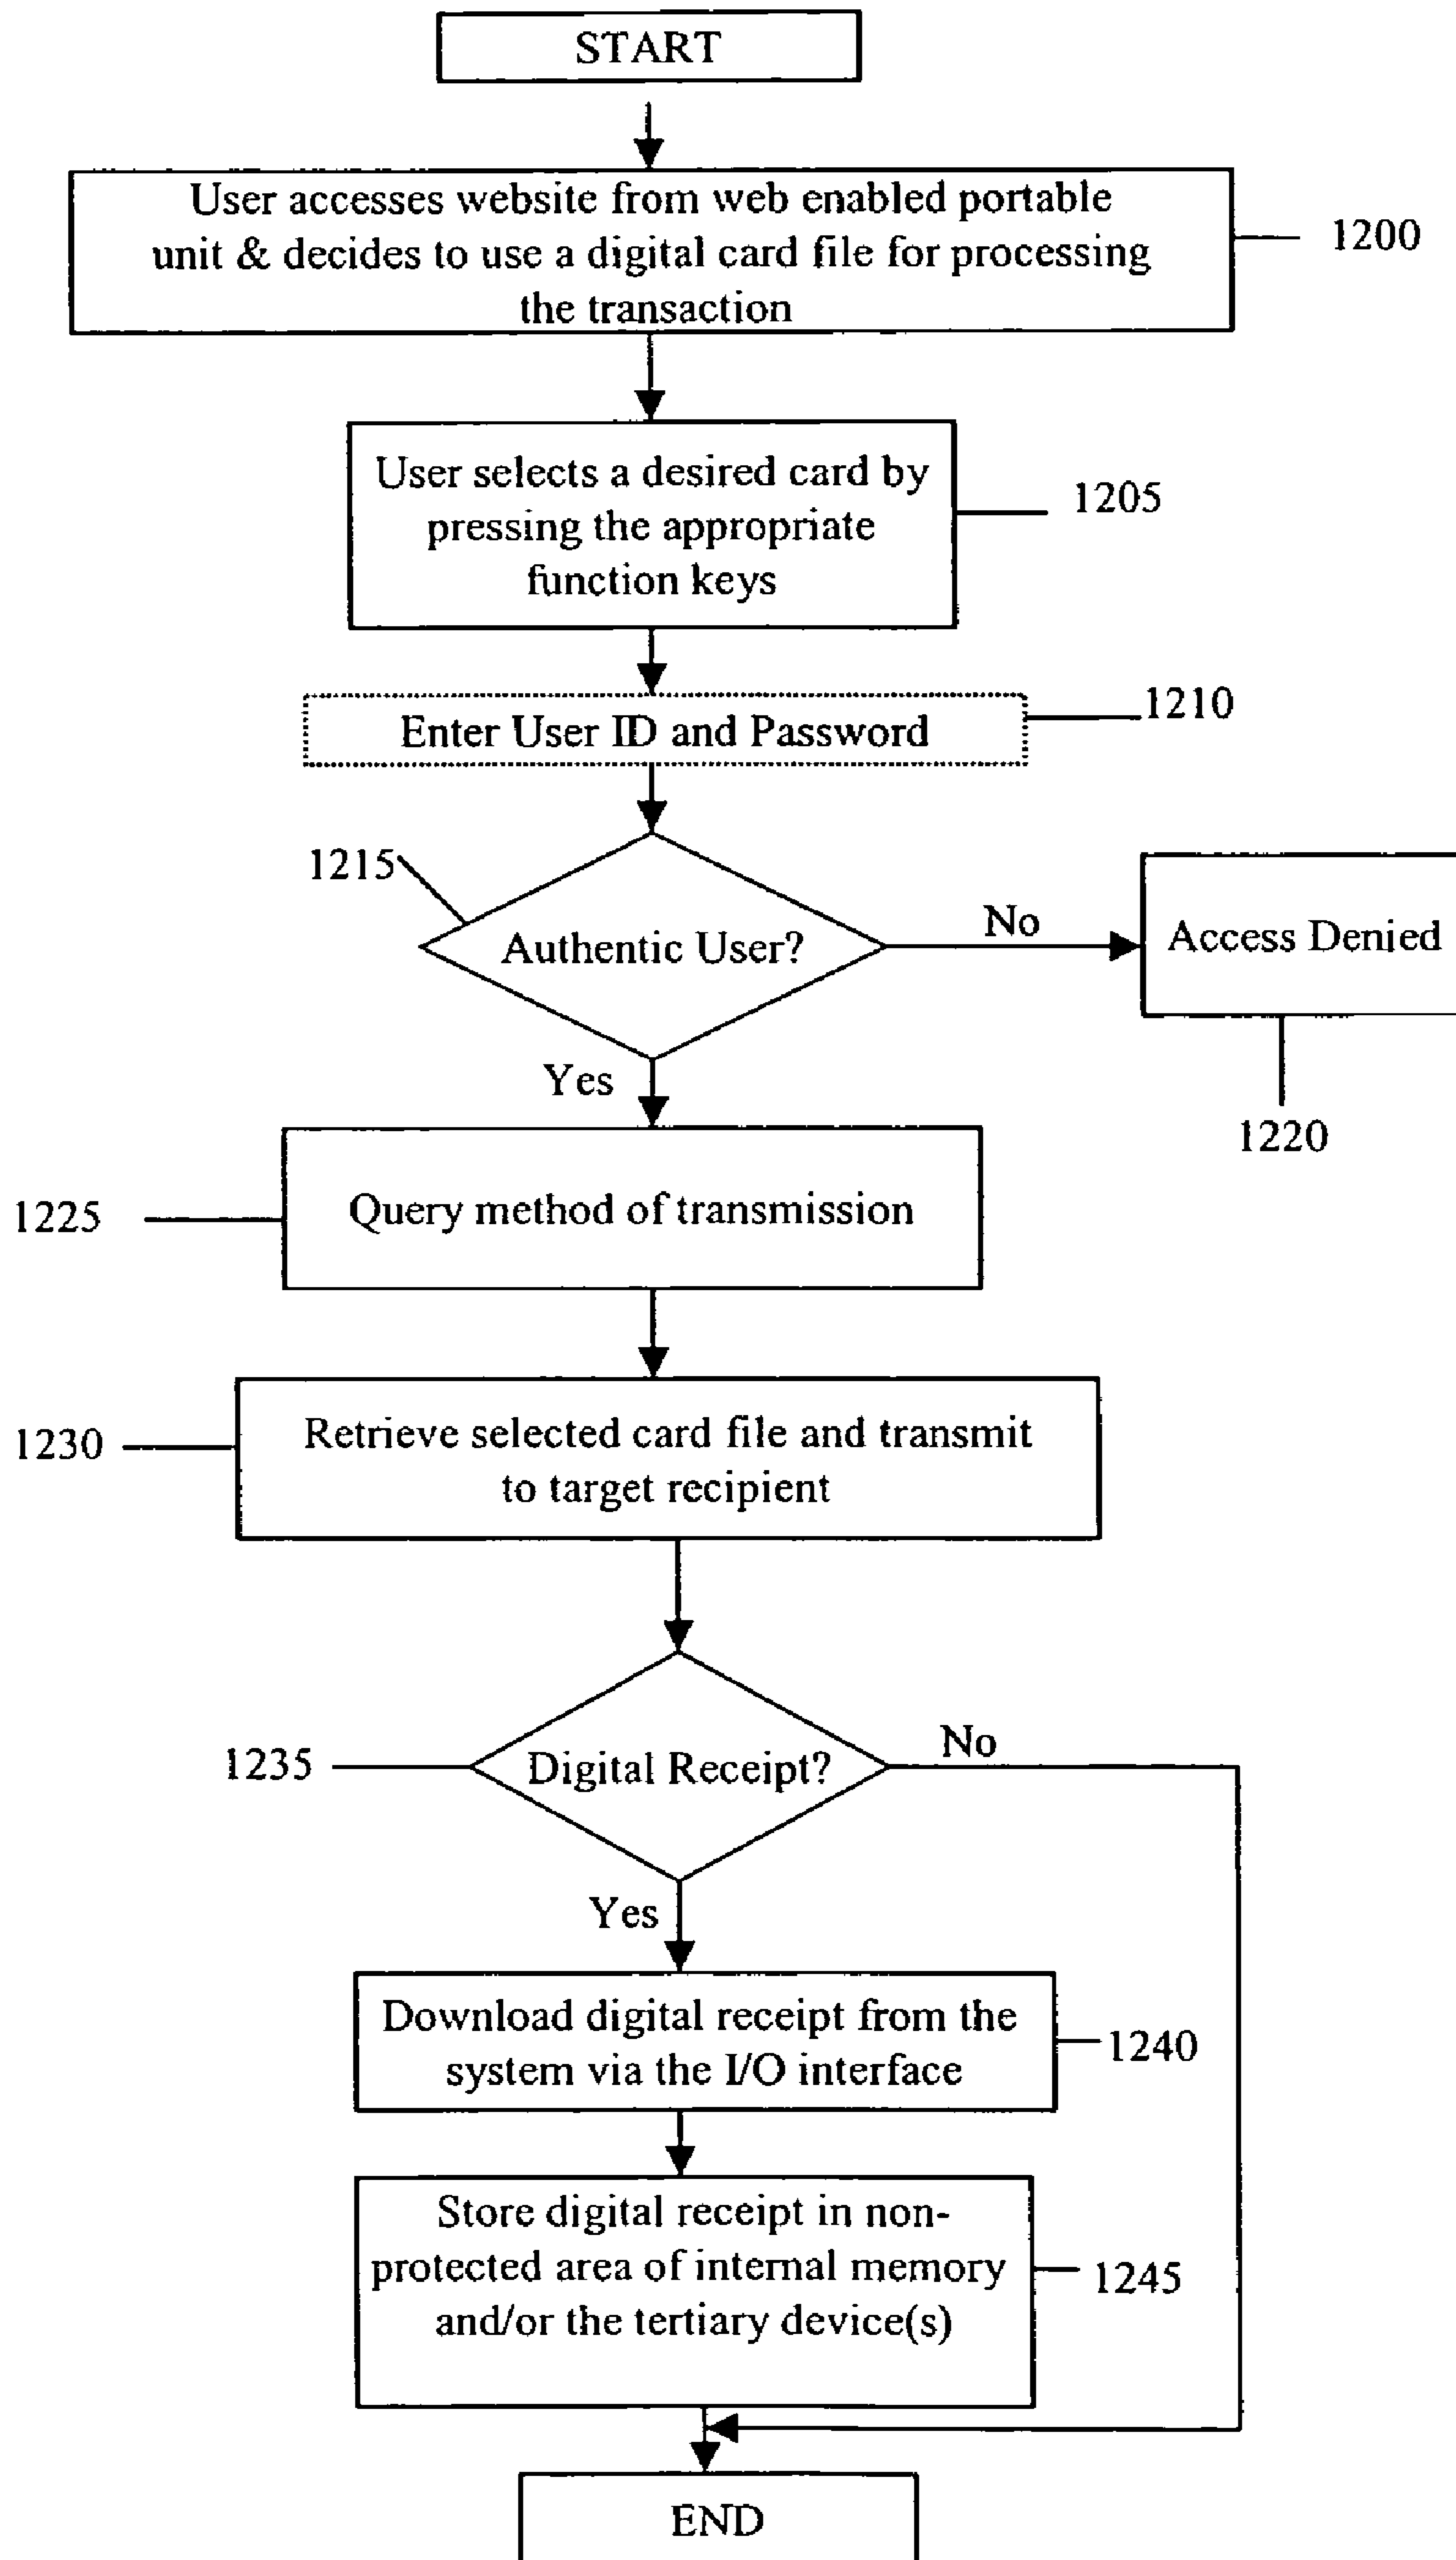 START
User accesses website from web enabled portable
unit & decides to use a digital card file for processing
the transaction
1200
User selects a desired card by
pressing the appropriate
function keys
1205
Enter User ID and Password
1210
1215
Authentic User?
No
Access Denied
1220
Yes
Query method of transmission
1225
Retrieve selected card file and transmit
to target recipient
1230
Digital Receipt?
1235
No
Yes
Download digital receipt from the
system via the I/O interface
1240
Store digital receipt in non-
protected area of internal memory
and/or the tertiary device(s)
1245
END